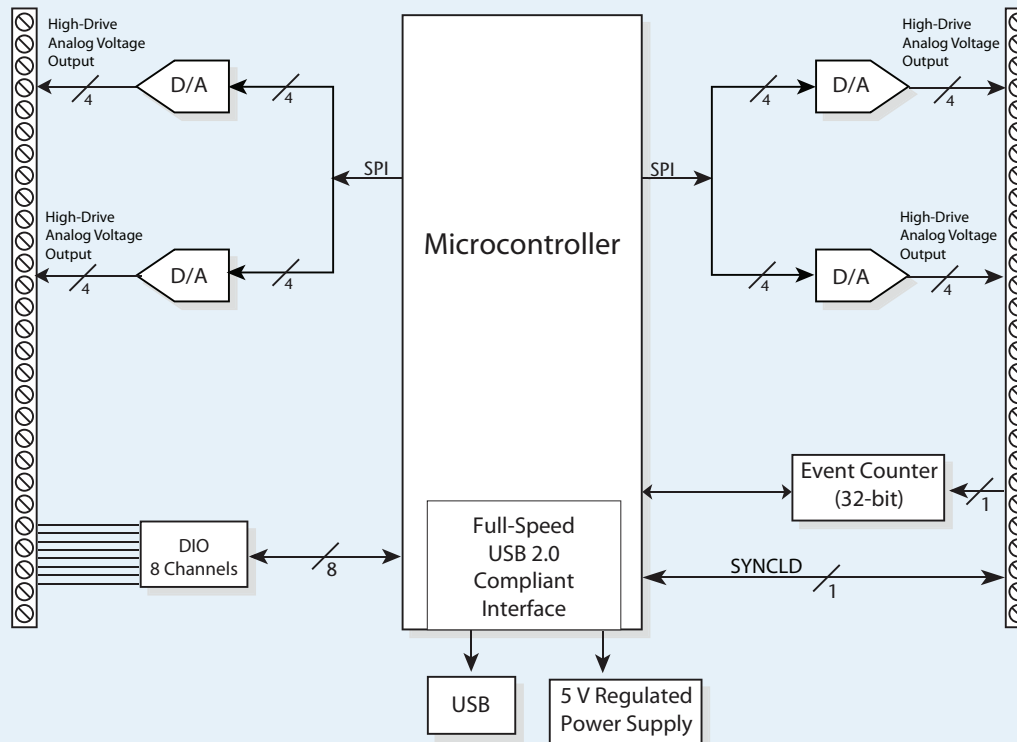 High-Drive
Analog Voltage
Output
4
D/A
4
SPI
High-Drive
Analog Voltage
Output
4
D/A
4
DIO
8 Channels
8
Microcontroller
Full-Speed
USB 2.0
Compliant
Interface
USB
5 V Regulated
Power Supply
SPI
4
D/A
High-Drive
Analog Voltage
Output
4
4
D/A
High-Drive
Analog Voltage
Output
4
Event Counter
(32-bit)
1
SYNCLD
1